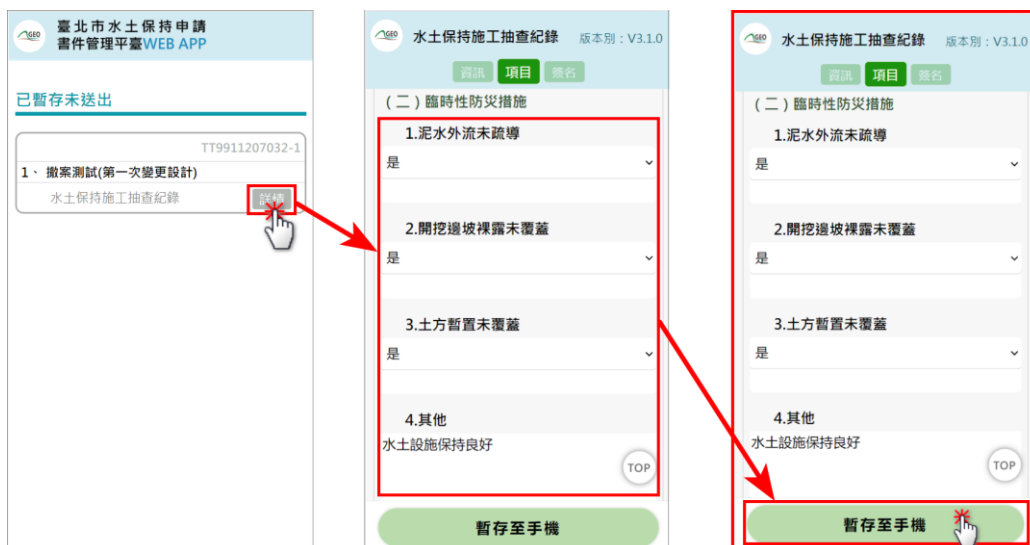 GEO
臺北市水土保持申請
書件管理平臺WEB APP
已暫存未送出
TT9911207032-1
1、 撤案測試(第一次變更設計)
水土保持施工抽查紀錄
詳情
GEO
水土保持施工抽查紀錄 版本別：V3.1.0
資訊 項目 簽名
(二)臨時性防災措施
1.泥水外流未疏導
是
2.開挖邊坡裸露未覆蓋
是
3.土方暫置未覆蓋
是
4.其他
水土設施保持良好
TOP
暫存至手機
GEO
水土保持施工抽查紀錄 版本別：V3.1.0
資訊 項目 簽名
(二)臨時性防災措施
1.泥水外流未疏導
是
2.開挖邊坡裸露未覆蓋
是
3.土方暫置未覆蓋
是
4.其他
水土設施保持良好
TOP
暫存至手機